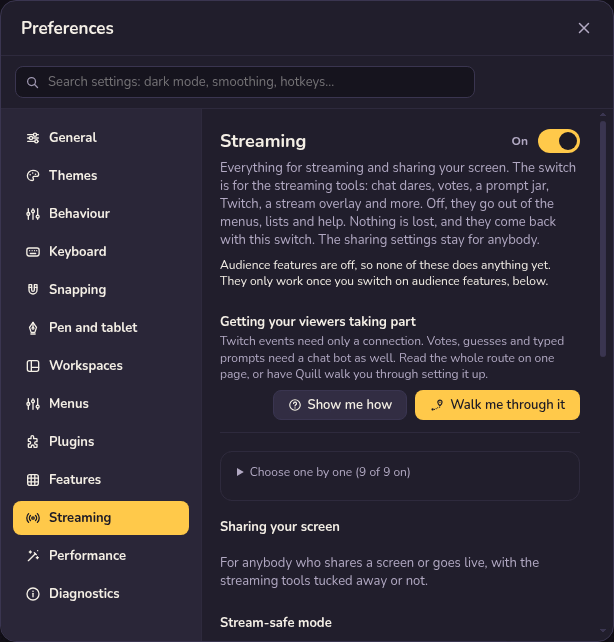 Preferences
Search settings: dark mode, smoothing, hotkeys...
General
Themes
Behaviour
Keyboard
Snapping
Pen and tablet
Workspaces
Menus
Plugins
Features
Streaming
Performance
Diagnostics
Streaming
On
Everything for streaming and sharing your screen. The switch
is for the streaming tools: chat dares, votes, a prompt jar,
Twitch, a stream overlay and more. Off, they go out of the
menus, lists and help. Nothing is lost, and they come back
with this switch. The sharing settings stay for anybody.
Audience features are off, so none of these does anything yet.
They only work once you switch on audience features, below.
Getting your viewers taking part
Twitch events need only a connection. Votes, guesses and typed
prompts need a chat bot as well. Read the whole route on one
page, or have Quill walk you through setting it up.
Show me how
Walk me through it
Choose one by one (9 of 9 on)
Sharing your screen
For anybody who shares a screen or goes live, with the
streaming tools tucked away or not.
Stream-safe mode